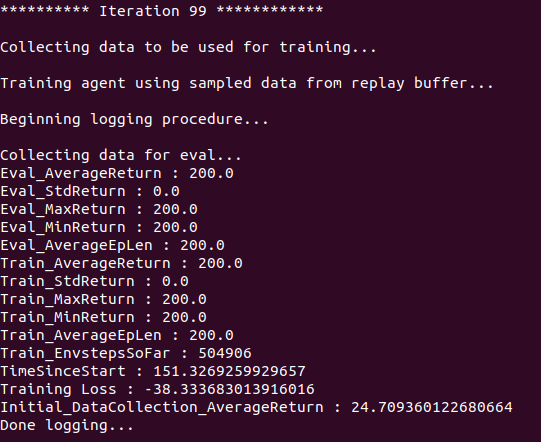 ********** Iteration 99 ************
Collecting data to be used for training...
Training agent using sampled data from replay buffer...
Beginning logging procedure...
Collecting data for eval...
Eval_AverageReturn : 200.0
Eval_StdReturn : 0.0
Eval_MaxReturn : 200.0
Eval_MinReturn : 200.0
Eval_AverageEpLen : 200.0
Train_AverageReturn : 200.0
Train_StdReturn : 0.0
Train_MaxReturn : 200.0
Train_MinReturn : 200.0
Train_AverageEpLen : 200.0
Train_EnvstepsSoFar : 504906
TimeSinceStart : 151.3269259929657
Training Loss : -38.333683013916016
Initial_DataCollection_AverageReturn : 24.709360122680664
Done logging...